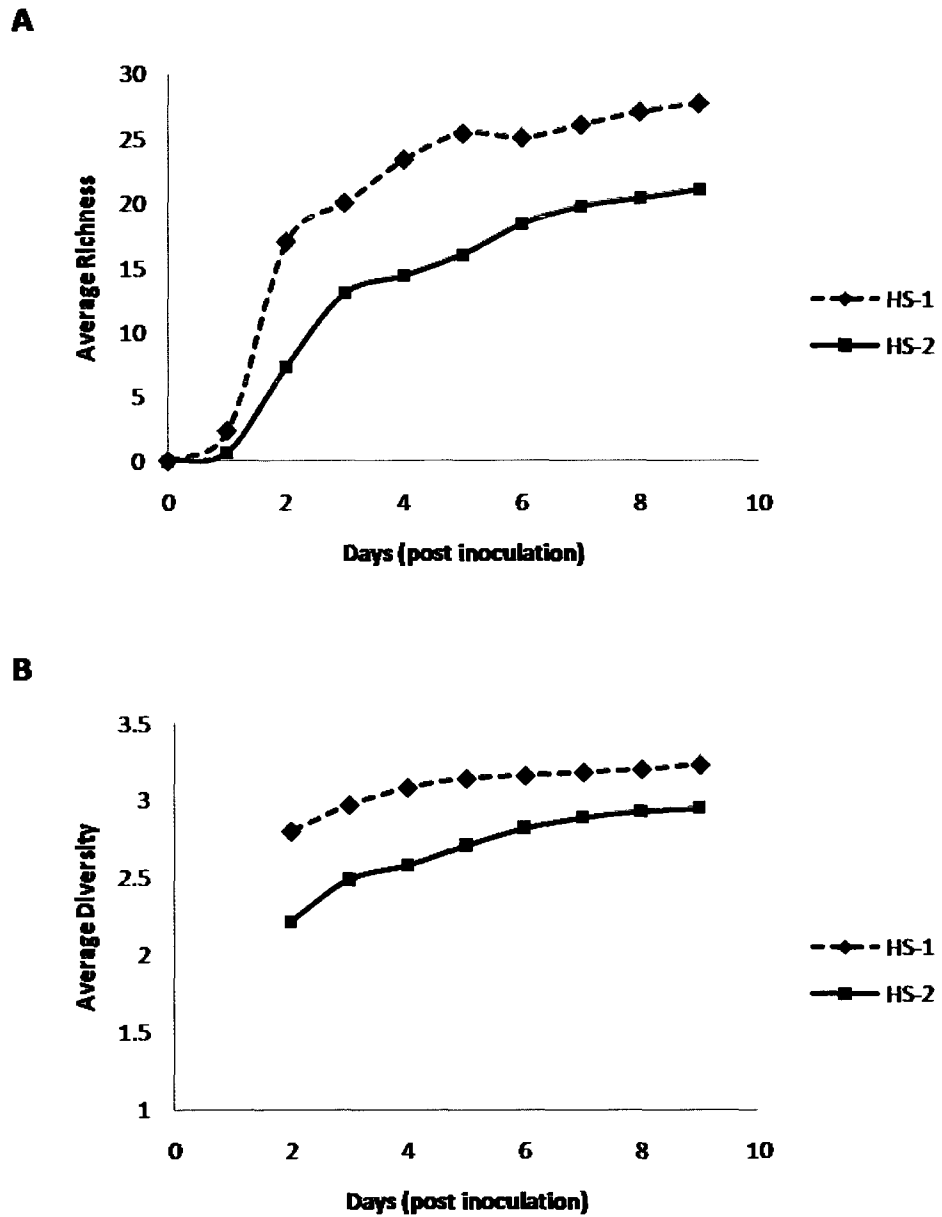 A
30
25
20
15
10
5
0
Average Richness
0 2 4 6 8 10
Days (post inoculation)
HS-1
HS-2
B
3.5
3
2.5
2
1.5
1
Average Diversity
0 2 4 6 8 10
Days (post inoculation)
HS-1
HS-2